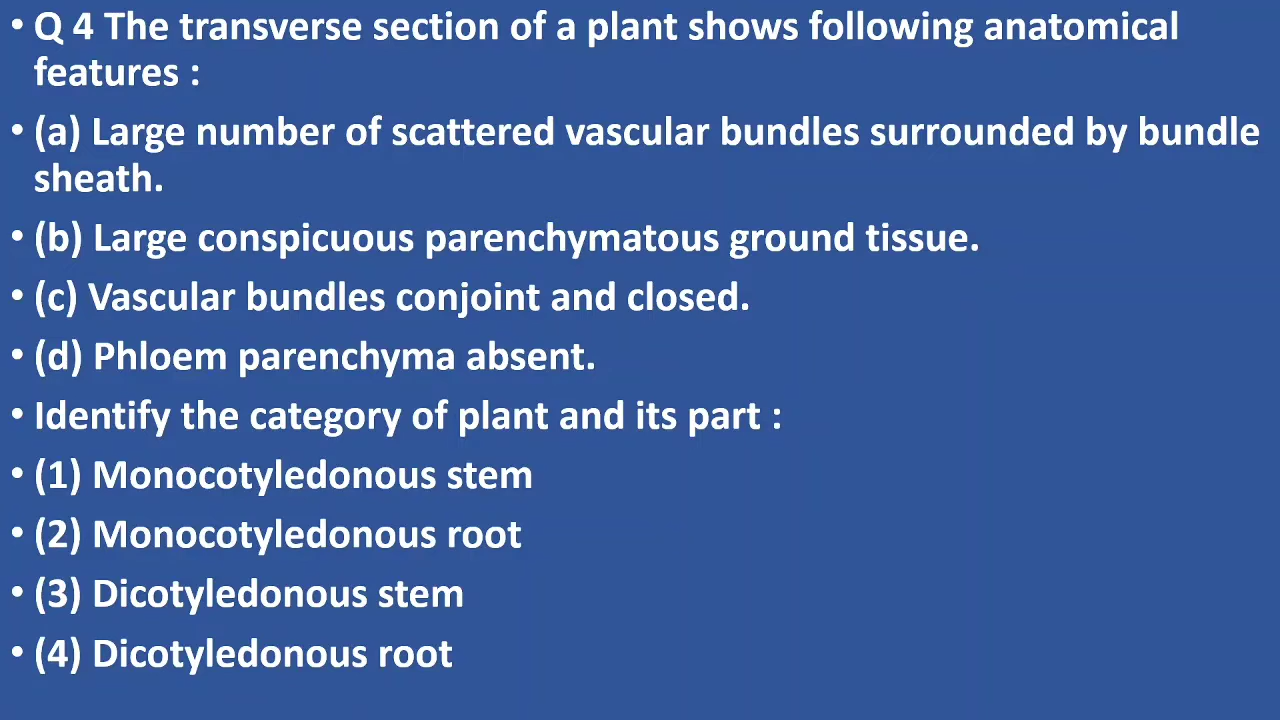 • Q 4 The transverse section of a plant shows following anatomical
features :
• (a) Large number of scattered vascular bundles surrounded by bundle
sheath.
• (b) Large conspicuous parenchymatous ground tissue.
• (c) Vascular bundles conjoint and closed.
• (d) Phloem parenchyma absent.
• Identify the category of plant and its part :
• (1) Monocotyledonous stem
• (2) Monocotyledonous root
• (3) Dicotyledonous stem
• (4) Dicotyledonous root